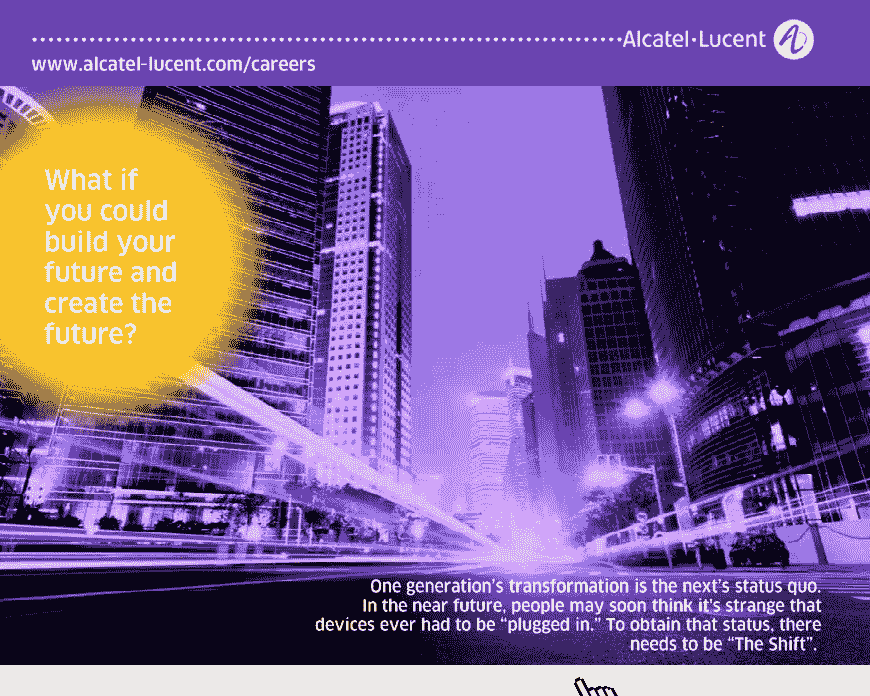 Alcatel·Lucent
www.alcatel-lucent.com/careers
What if
you could
build your
future and
create the
future?
One generation's transformation is the next's status quo.
In the near future, people may soon think it's strange that
devices ever had to be “plugged in.” To obtain that status, there
needs to be “The Shift”.